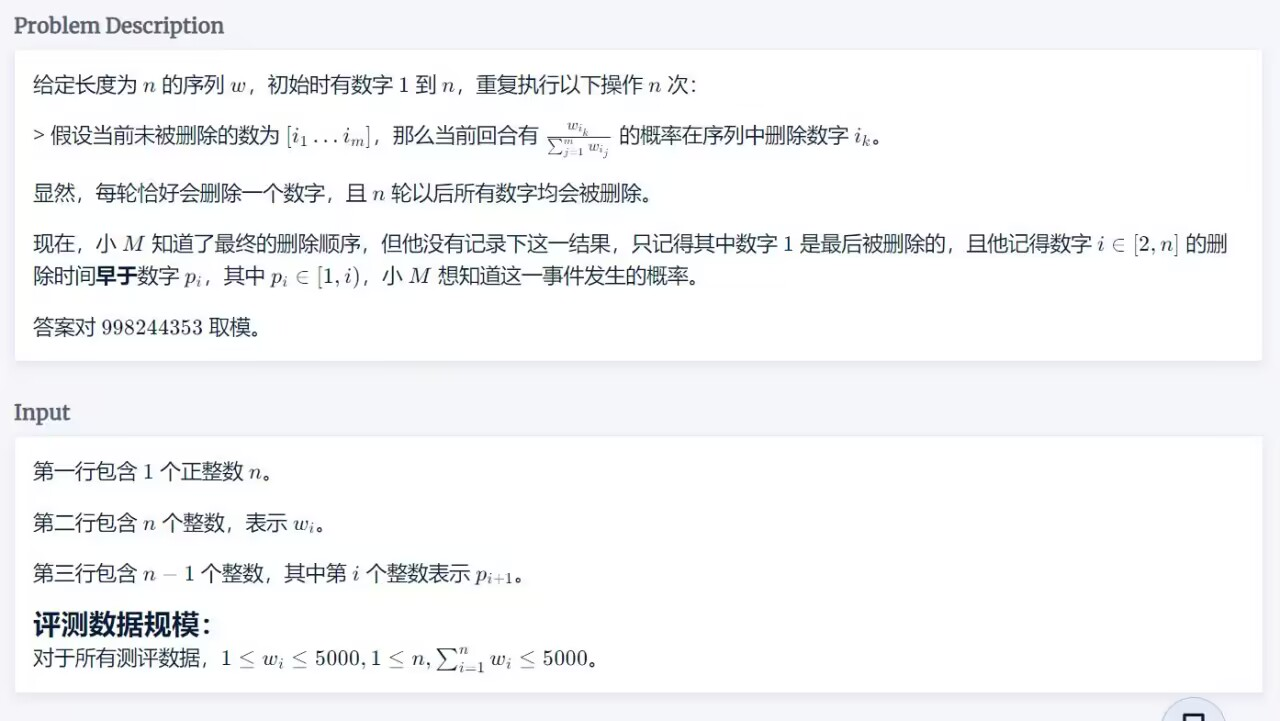 Problem Description
给定长度为 n 的序列 w，初始时有数字 1 到 n，重复执行以下操作 n 次：
> 假设当前未被删除的数为 [i_1 … i_m]，那么当前回合有 \frac{w_{i_k}}{\sum_{j=1}^{m} w_{i_j}} 的概率在序列中删除数字 i_k。
显然，每轮恰好会删除一个数字，且 n 轮以后所有数字均会被删除。
现在，小 M 知道了最终的删除顺序，但他没有记录下这一结果，只记得其中数字 1 是最后被删除的，且他记得数字 i ∈ [2, n] 的删
除时间早于数字 p_i，其中 p_i ∈ [1, i)，小 M 想知道这一事件发生的概率。
答案对 998244353 取模。
Input
第一行包含 1 个正整数 n。
第二行包含 n 个整数，表示 w_i。
第三行包含 n − 1 个整数，其中第 i 个整数表示 p_{i+1}。
评测数据规模：
对于所有测评数据，1 ≤ w_i ≤ 5000, 1 ≤ n, \sum_{i=1}^{n} w_i ≤ 5000。